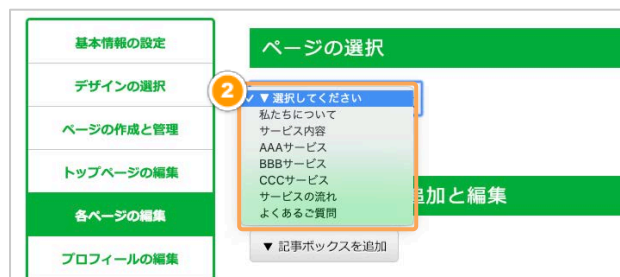 基本情報の設定
デザインの選択
ページの作成と管理
トップページの編集
各ページの編集
プロフィールの編集
ページの選択
2
✓ ▼ 選択してください
私たちについて
サービス内容
AAAサービス
BBBサービス
CCCサービス
サービスの流れ
よくあるご質問
追加と編集
▼ 記事ボックスを追加